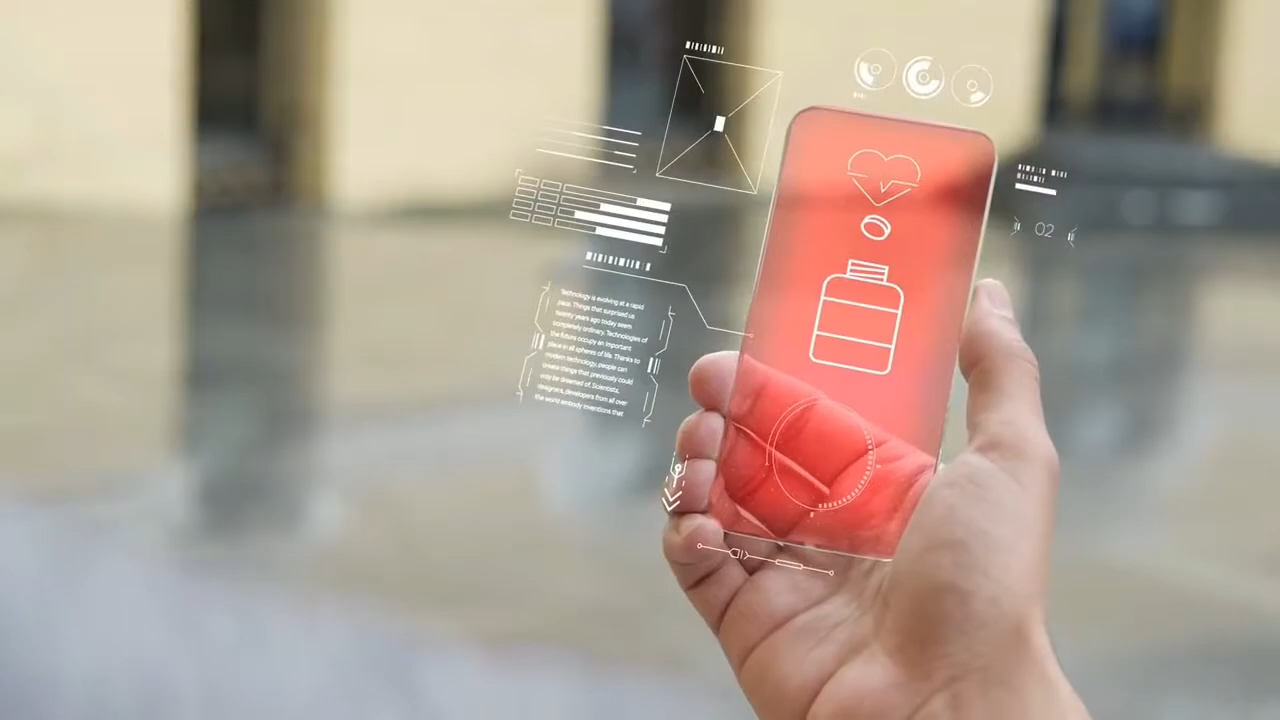 Technology is evolving at a rapid
pace. Things that surprised us
twenty years ago today seem
completely ordinary. Technologies of
the future occupy an important
place in all spheres of life. Thanks to
modern technology, people can
create things that previously could
only be dreamed of. Scientists,
designers, developers from all over
the world embody inventions that
02